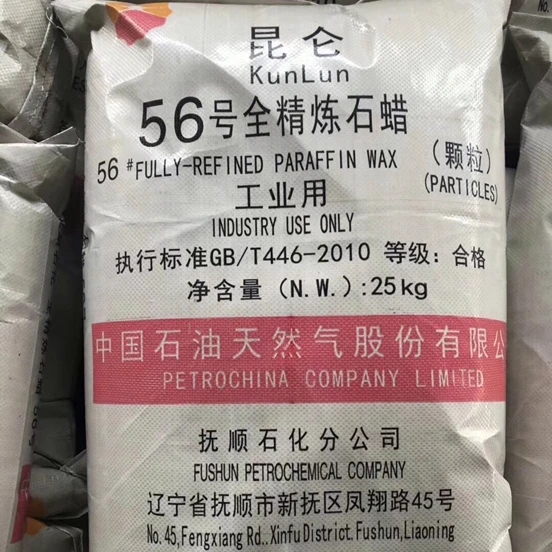 昆仑
KunLun
56号全精炼石蜡
(颗粒)
56 #FULLY-REFINED PARAFFIN WAX
(PARTICLES)
工业用
INDUSTRY USE ONLY
执行标准GB/T446-2010 等级：合格
净含量(N.W.):25kg
中国石油天然气股份有限公
PETROCHINA COMPANY LIMITED
抚顺石化分公司
FUSHUN PETROCHEMICAL COMPANY
辽宁省抚顺市新抚区凤翔路45号
No.45,Fengxiang Rd..Xinfu District.Fushun,Liaoning